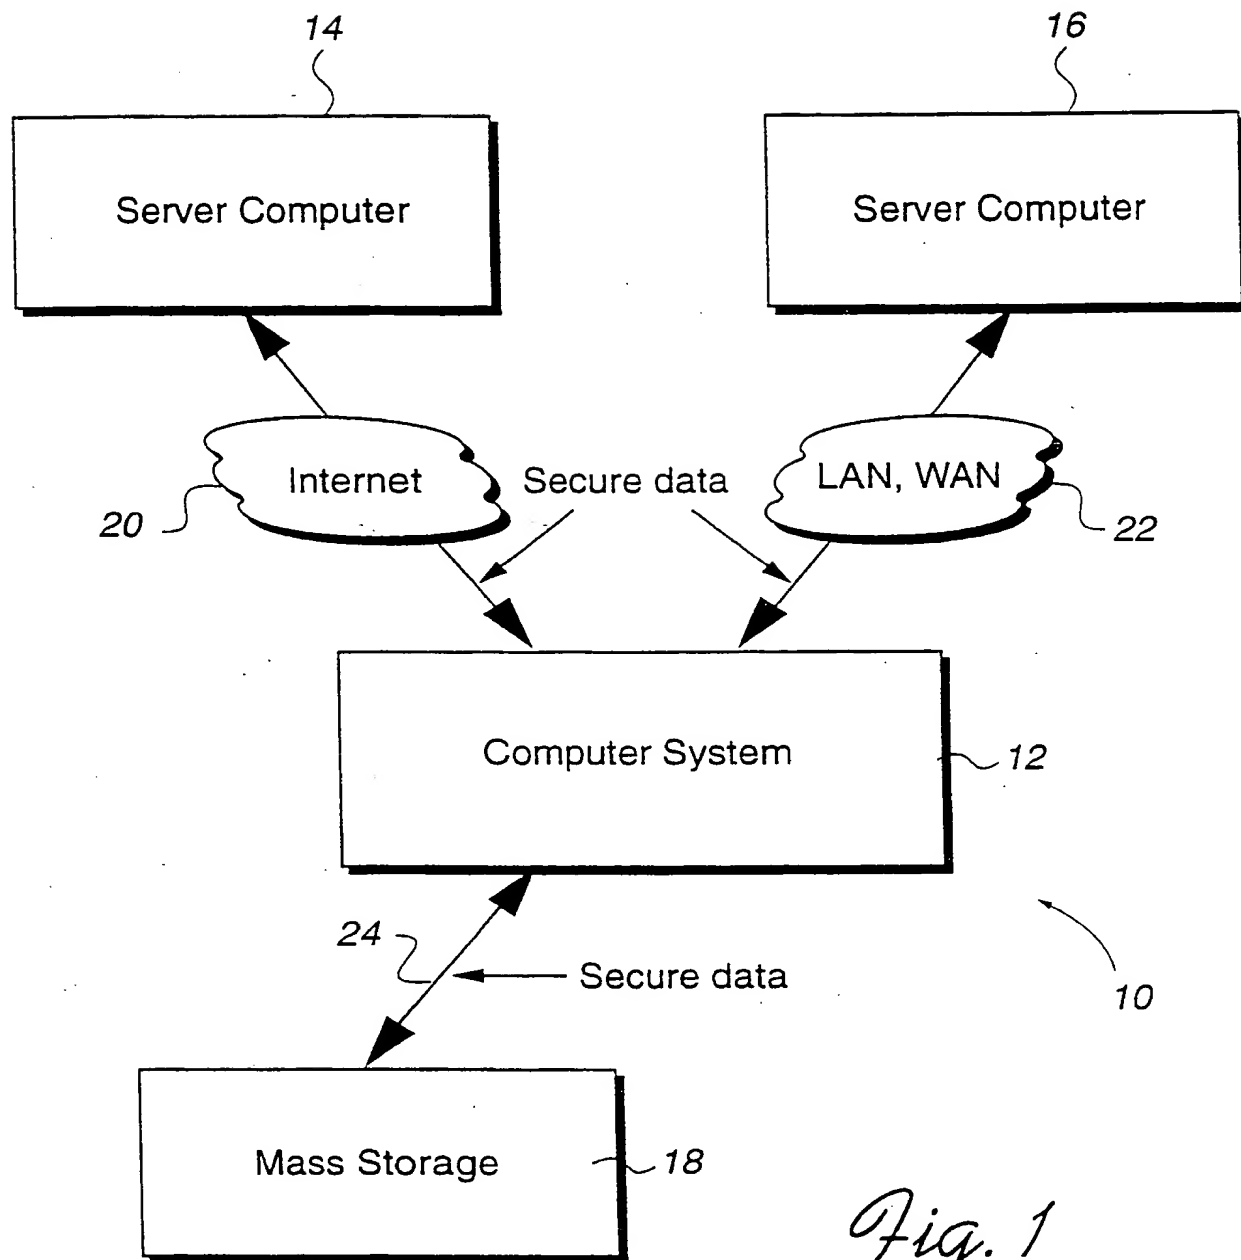 14
16
Server Computer
Server Computer
Internet
Secure data
LAN, WAN
20
22
Computer System
12
24
Secure data
10
Mass Storage
18
Fig. 1